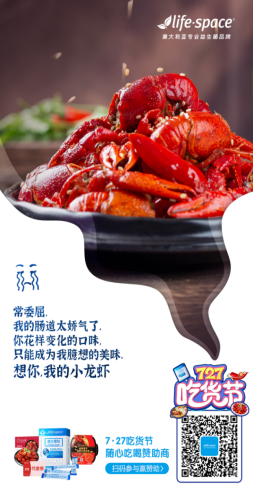 life-space
澳大利亚专业益生菌品牌
常委屈,
我的肠道太娇气了,
你花样变化的口味,
只能成为我臆想的美味,
想你,我的小龙虾
727
吃货节
7·27吃货节
随心吃喝赞助商
扫码参与赢赞助>